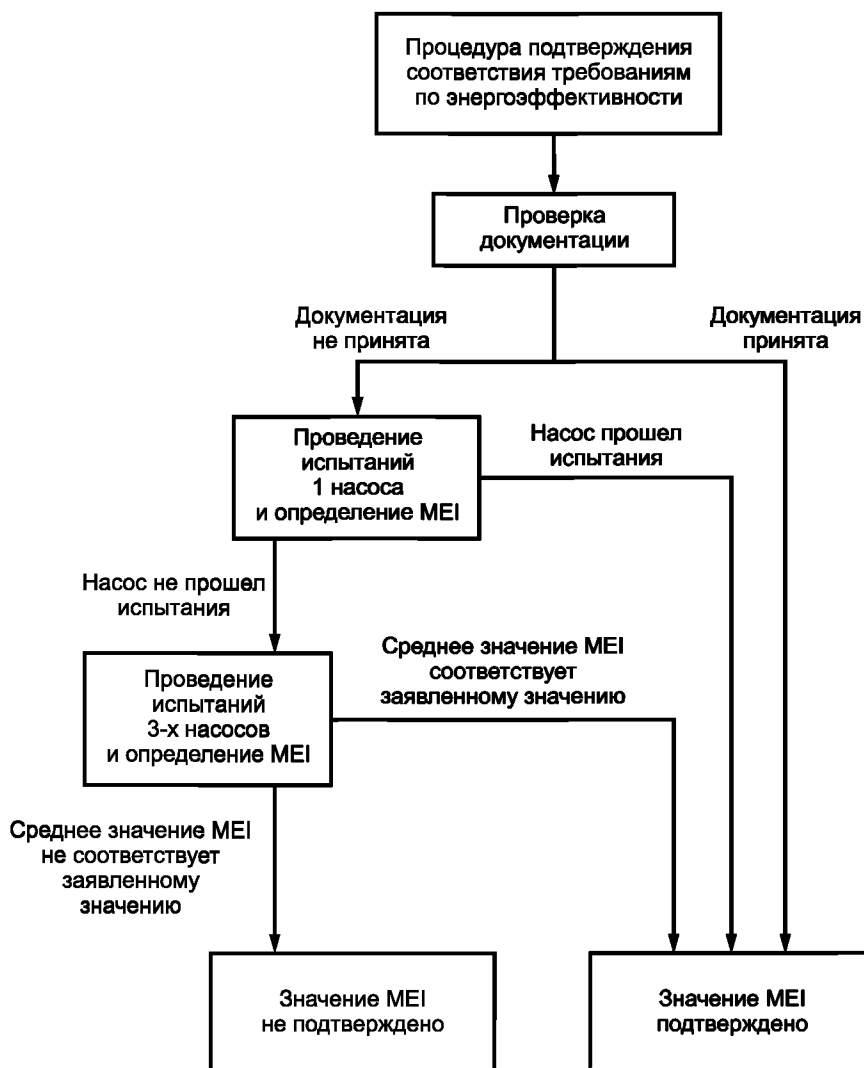 Процедура подтверждения
соответствия требованиям
по энергоэффективности
Проверка
документации
Документация
не принята
Документация
принята
Проведение
испытаний
1 насоса
и определение MEI
Насос прошел
испытания
Насос не прошел
испытания
Проведение
испытаний
3-х насосов
и определение MEI
Среднее значение MEI
соответствует
заявленному значению
Среднее значение MEI
не соответствует
заявленному
значению
Значение MEI
не подтверждено
Значение MEI
подтверждено